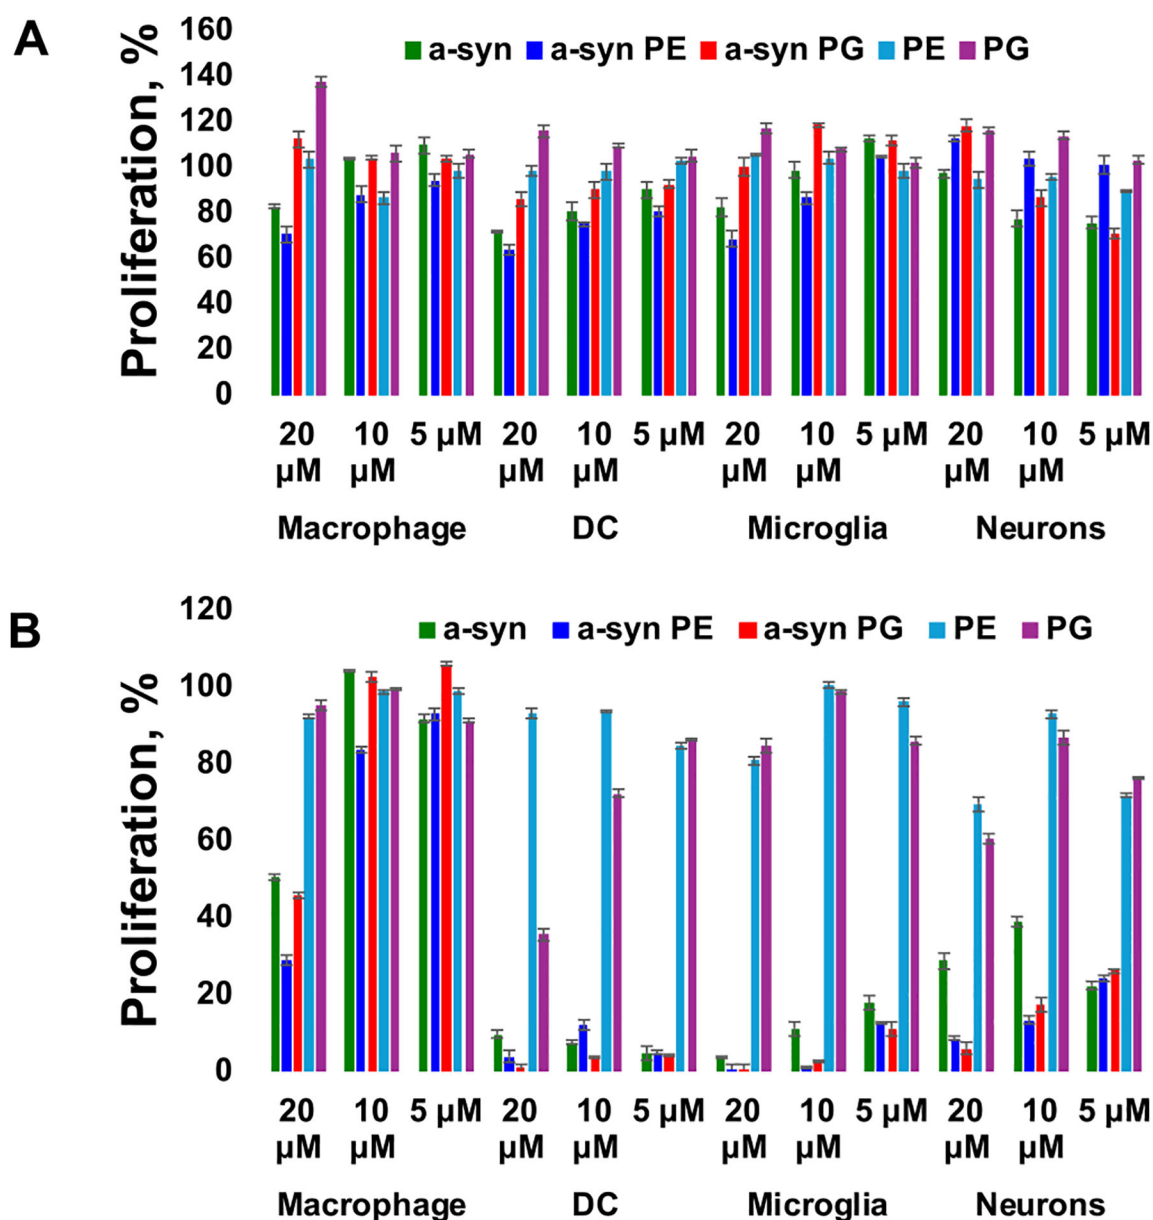 A
Proliferation, %
160
140
120
100
80
60
40
20
0
a-syn a-syn PE a-syn PG PE PG
20 10 5 µM 20 10 5 µM 20 10 5 µM 20 10 5 µM
µM µM µM µM µM µM µM µM
Macrophage DC Microglia Neurons
B
Proliferation, %
120
100
80
60
40
20
0
a-syn a-syn PE a-syn PG PE PG
20 10 5 µM 20 10 5 µM 20 10 5 µM 20 10 5 µM
µM µM µM µM µM µM µM µM
Macrophage DC Microglia Neurons